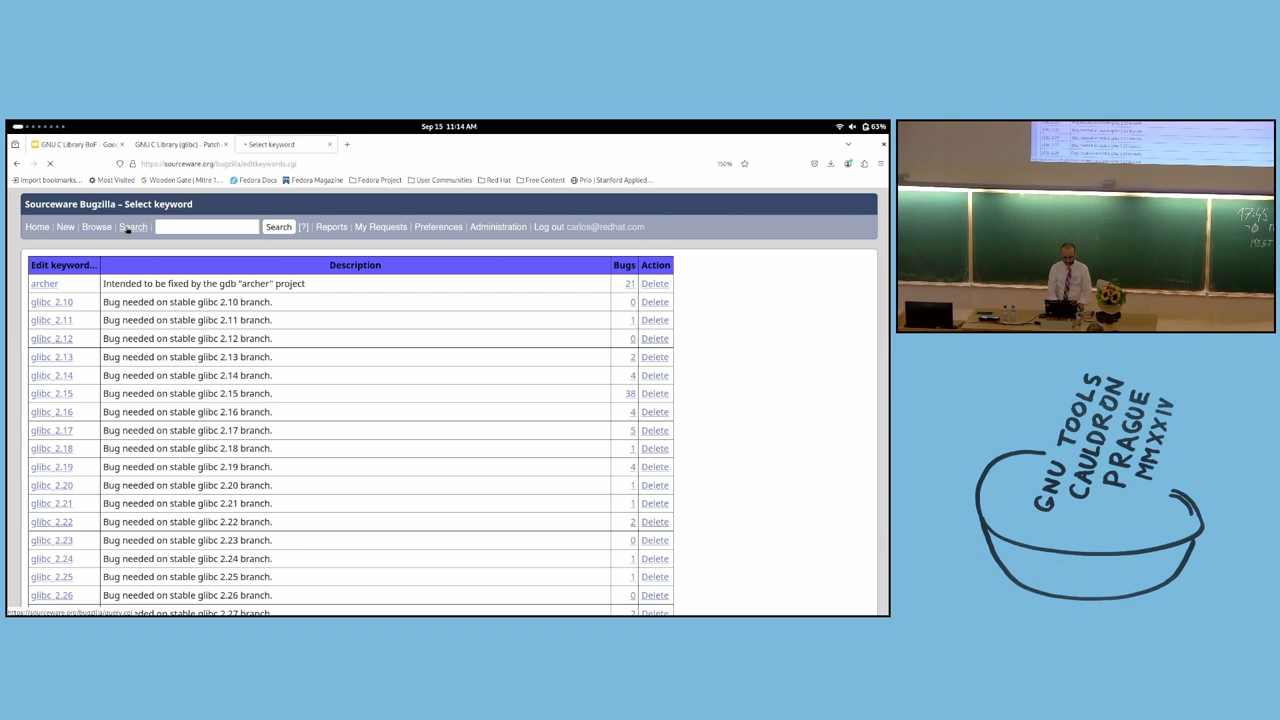 Sep 15 11:14 AM
63%
GNU C Library BoF - Goo
GNU C Library (glibc) - Patch
Select keyword
https://sourceware.org/bugzilla/editkeywords.cgi
150%
Import bookmarks...
Most Visited
Wooden Gate | Mitre 1...
Fedora Docs
Fedora Magazine
Fedora Project
User Communities
Red Hat
Free Content
Prio | Stanford Applied...
Sourceware Bugzilla – Select keyword
Home | New | Browse | Search | Search [?] | Reports | My Requests | Preferences | Administration | Log out carlos@redhat.com
Edit keyword... Description Bugs Action
archer Intended to be fixed by the gdb "archer" project 21 Delete
glibc_2.10 Bug needed on stable glibc 2.10 branch. 0 Delete
glibc_2.11 Bug needed on stable glibc 2.11 branch. 1 Delete
glibc_2.12 Bug needed on stable glibc 2.12 branch. 0 Delete
glibc_2.13 Bug needed on stable glibc 2.13 branch. 2 Delete
glibc_2.14 Bug needed on stable glibc 2.14 branch. 4 Delete
glibc_2.15 Bug needed on stable glibc 2.15 branch. 38 Delete
glibc_2.16 Bug needed on stable glibc 2.16 branch. 4 Delete
glibc_2.17 Bug needed on stable glibc 2.17 branch. 5 Delete
glibc_2.18 Bug needed on stable glibc 2.18 branch. 1 Delete
glibc_2.19 Bug needed on stable glibc 2.19 branch. 4 Delete
glibc_2.20 Bug needed on stable glibc 2.20 branch. 1 Delete
glibc_2.21 Bug needed on stable glibc 2.21 branch. 1 Delete
glibc_2.22 Bug needed on stable glibc 2.22 branch. 2 Delete
glibc_2.23 Bug needed on stable glibc 2.23 branch. 0 Delete
glibc_2.24 Bug needed on stable glibc 2.24 branch. 1 Delete
glibc_2.25 Bug needed on stable glibc 2.25 branch. 1 Delete
glibc_2.26 Bug needed on stable glibc 2.26 branch. 0 Delete
https://sourceware.org/bugzilla/query.cgi
17:45
GNU TOOLS
CAULDRON
PRAGUE
MMXXIV